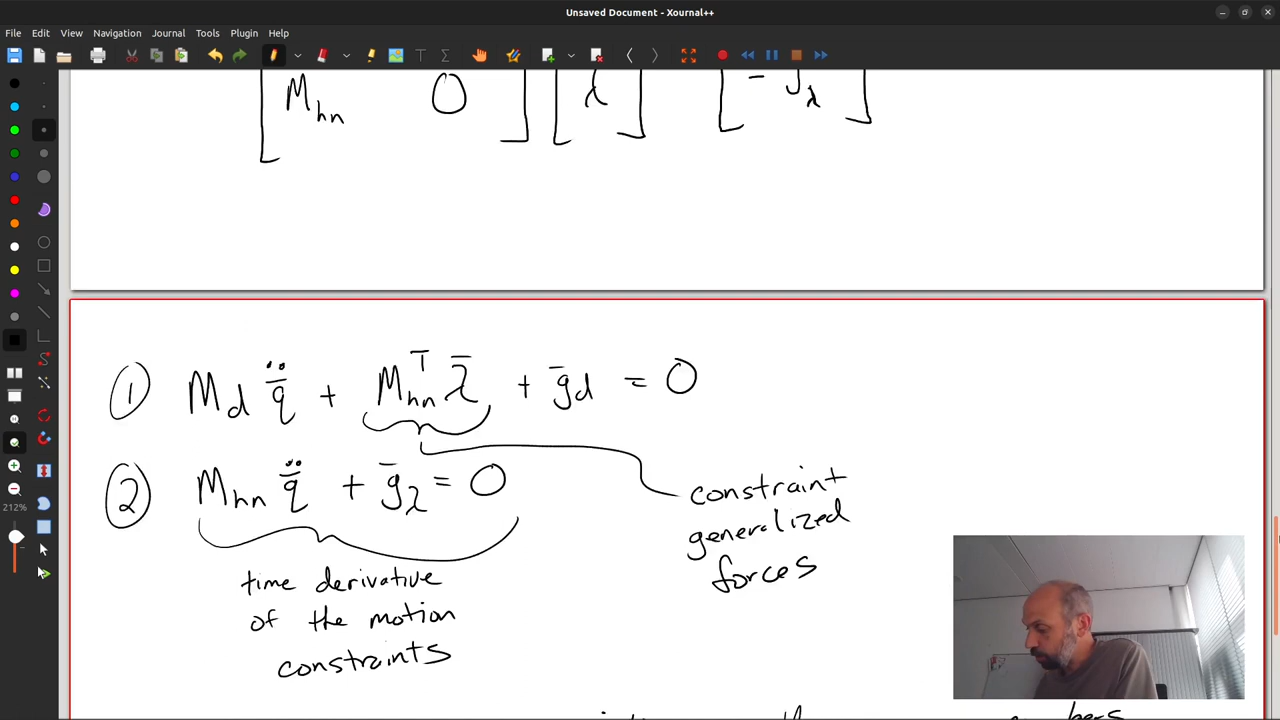 Unsaved Document - Xournal++
File Edit View Navigation Journal Tools Plugin Help
212%
M_hn 0 λ - g_λ
① M_d q̄̈ + M_hn^T λ̄ + ḡ_d = 0
② M_hn q̄̈ + ḡ_λ = 0
constraint
generalized
forces
time derivative
of the motion
constraints